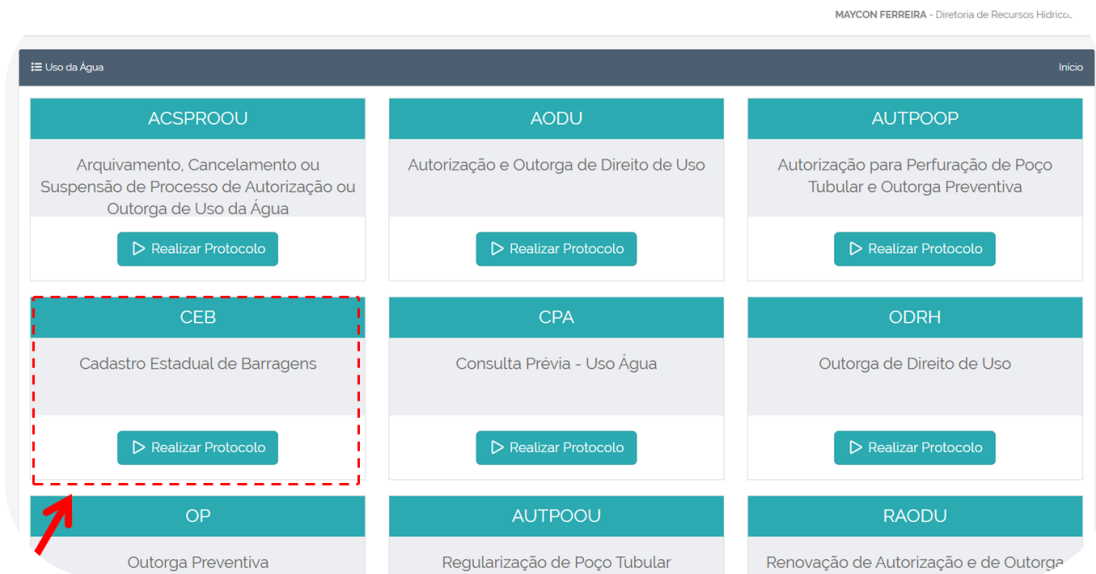 MAYCON FERREIRA - Diretoria de Recursos Hídrico..
Uso da Água
Início
ACSPROOU
Arquivamento, Cancelamento ou
Suspensão de Processo de Autorização ou
Outorga de Uso da Água
Realizar Protocolo
AODU
Autorização e Outorga de Direito de Uso
Realizar Protocolo
AUTPOOP
Autorização para Perfuração de Poço
Tubular e Outorga Preventiva
Realizar Protocolo
CEB
Cadastro Estadual de Barragens
Realizar Protocolo
CPA
Consulta Prévia - Uso Água
Realizar Protocolo
ODRH
Outorga de Direito de Uso
Realizar Protocolo
OP
Outorga Preventiva
AUTPOOU
Regularização de Poço Tubular
RAODU
Renovação de Autorização e de Outorga